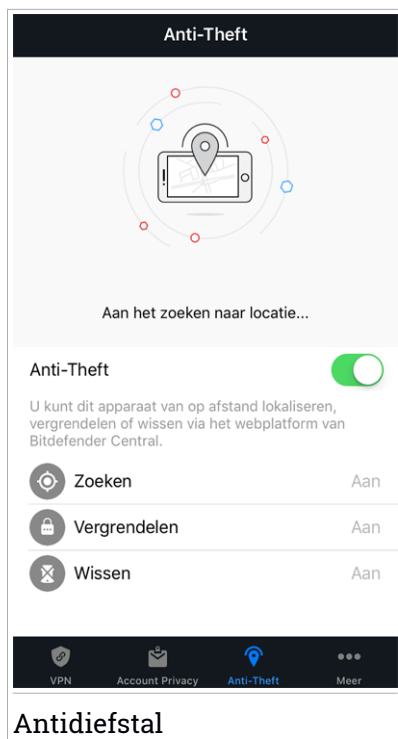 Anti-Theft
Aan het zoeken naar locatie...
Anti-Theft
U kunt dit apparaat van op afstand lokaliseren,
vergrendelen of wissen via het webplatform van
Bitdefender Central.
Zoeken Aan
Vergrendelen Aan
Wissen Aan
VPN Account Privacy Anti-Theft Meer
Antidiefstal